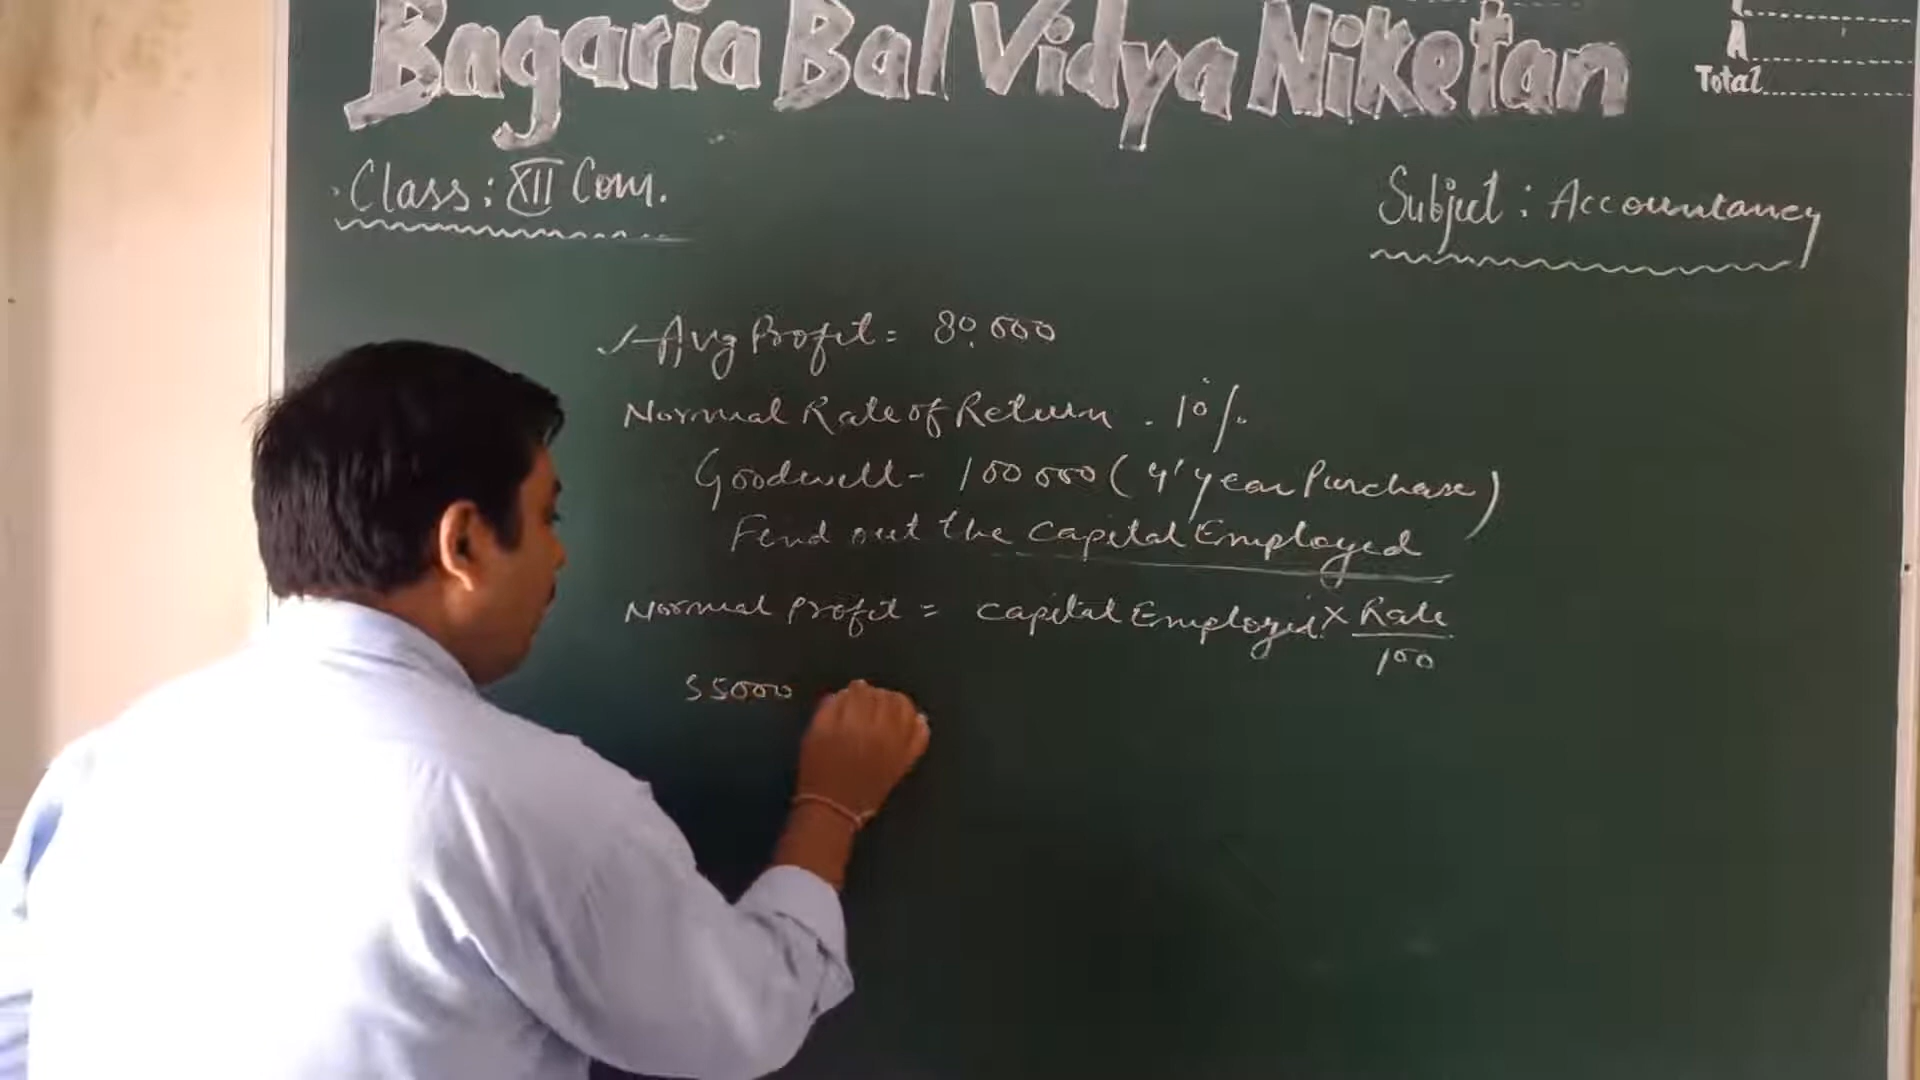 Bagaria Bal Vidya Niketan
A
Total
Class: XII Com.
Subject: Accountancy
✓ Avg Profit = 80,000
Normal Rate of Return - 10%
Goodwill - 100000 (4 year Purchase)
Find out the Capital Employed
Normal Profit = Capital Employed × Rate/100
55000